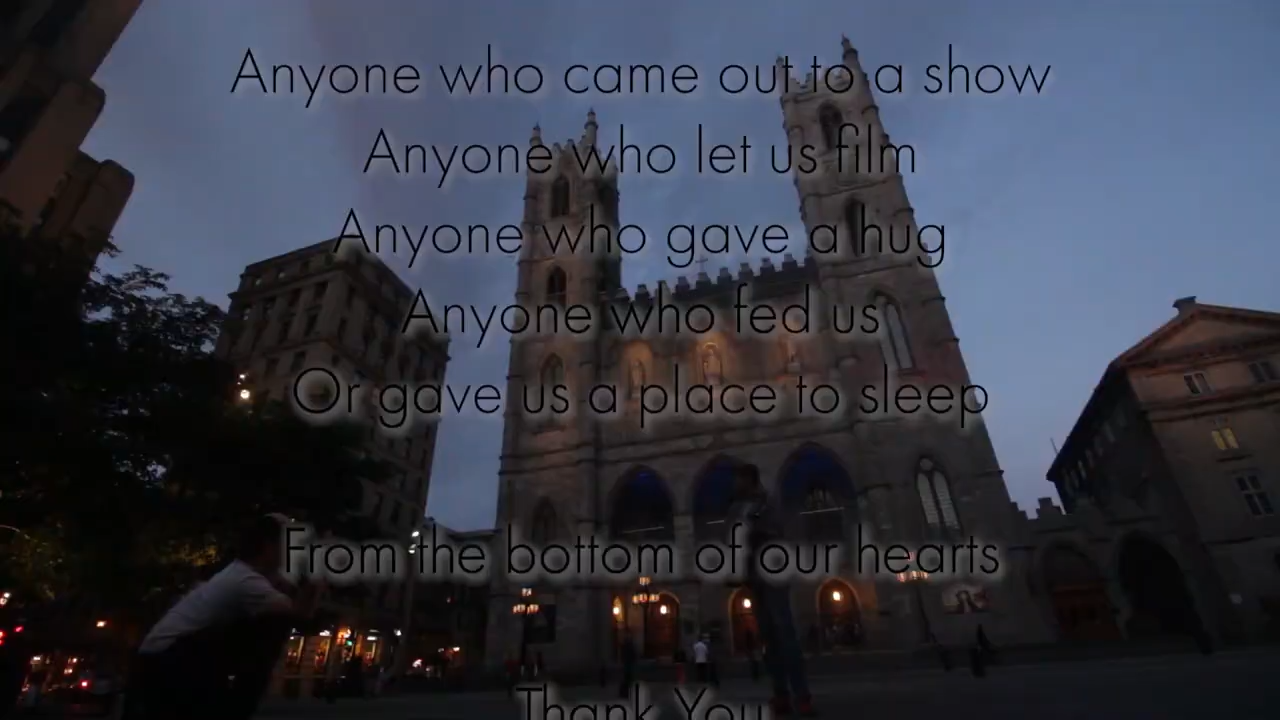 Anyone who came out to a show
Anyone who let us film
Anyone who gave a hug
Anyone who fed us
Or gave us a place to sleep
From the bottom of our hearts
Thank You